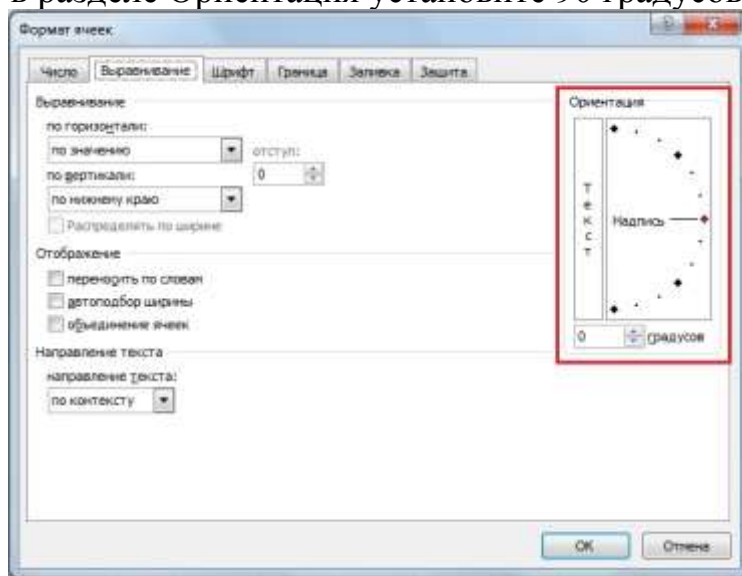 В разделе Ориентация установите 90 градусов
Формат ячеек
Число Выравнивание Шрифт Граница Заливка Защита
Выравнивание
по горизонтали:
по значению
отступ:
0
по вертикали:
по нижнему краю
Распределять по ширине
Отображение
переносить по словам
автоподбор ширины
объединение ячеек
Направление текста
направление текста:
по контексту
Ориентация
Текст
Надпись
0 градусов
ОК Отмена